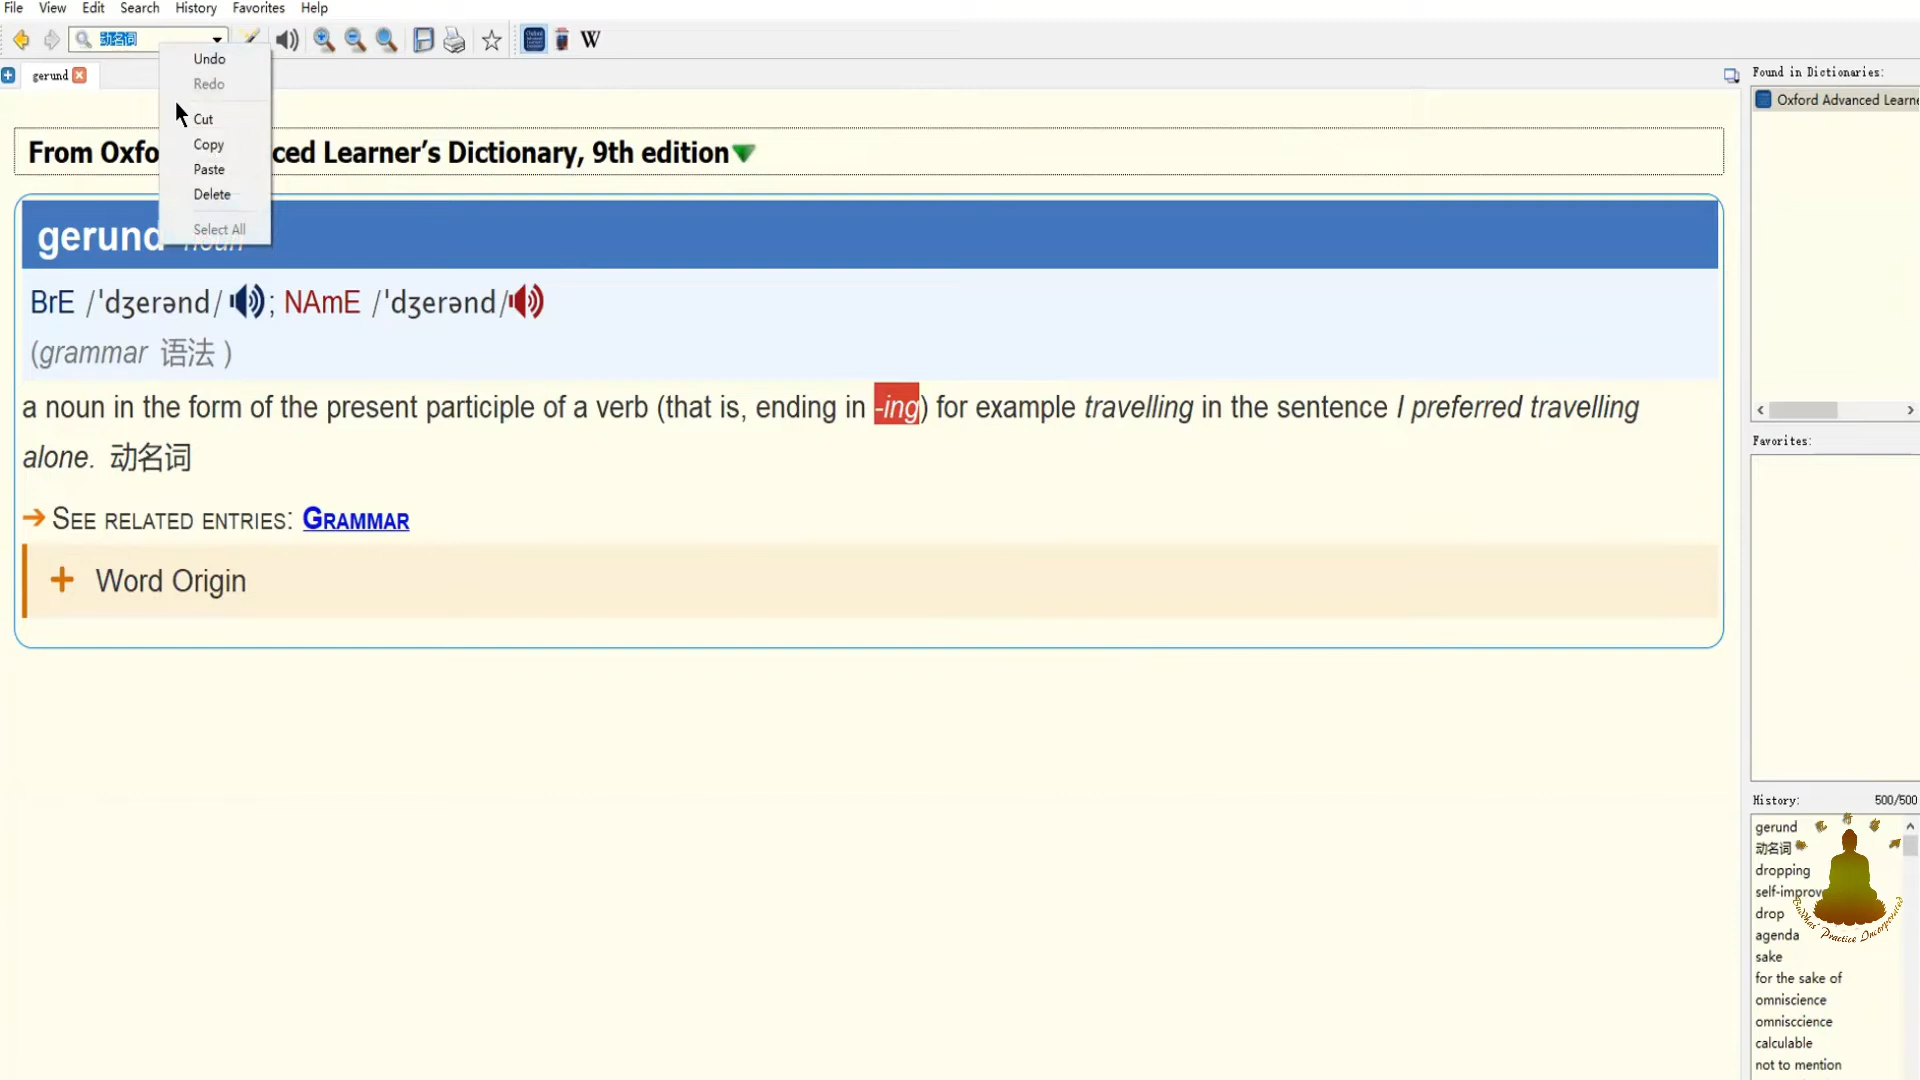 File View Edit Search History Favorites Help
动名词
W
Undo
Redo
Cut
Copy
Paste
Delete
Select All
gerund
From Oxfo ced Learner's Dictionary, 9th edition
gerund noun
BrE /ˈdʒerənd/ ; NAmE /ˈdʒerənd/
(grammar 语法 )
a noun in the form of the present participle of a verb (that is, ending in -ing) for example travelling in the sentence I preferred travelling
alone. 动名词
➔ SEE RELATED ENTRIES: GRAMMAR
+ Word Origin
Found in Dictionaries:
Oxford Advanced Learne
Favorites:
History: 500/500
gerund
动名词
dropping
self-improv
drop
agenda
sake
for the sake of
omniscience
omnisccience
calculable
not to mention
Buddhas' Practice Incorporated